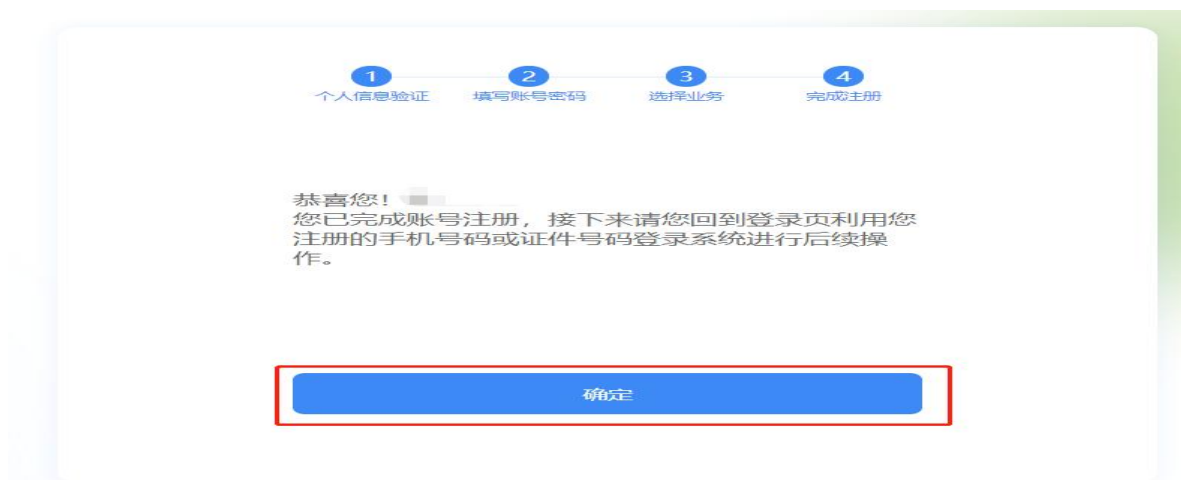 1 2 3 4
个人信息验证 填写账号密码 选择业务 完成注册
恭喜您!
您已完成账号注册，接下来请您回到登录页利用您
注册的手机号码或证件号码登录系统进行后续操
作。
确定